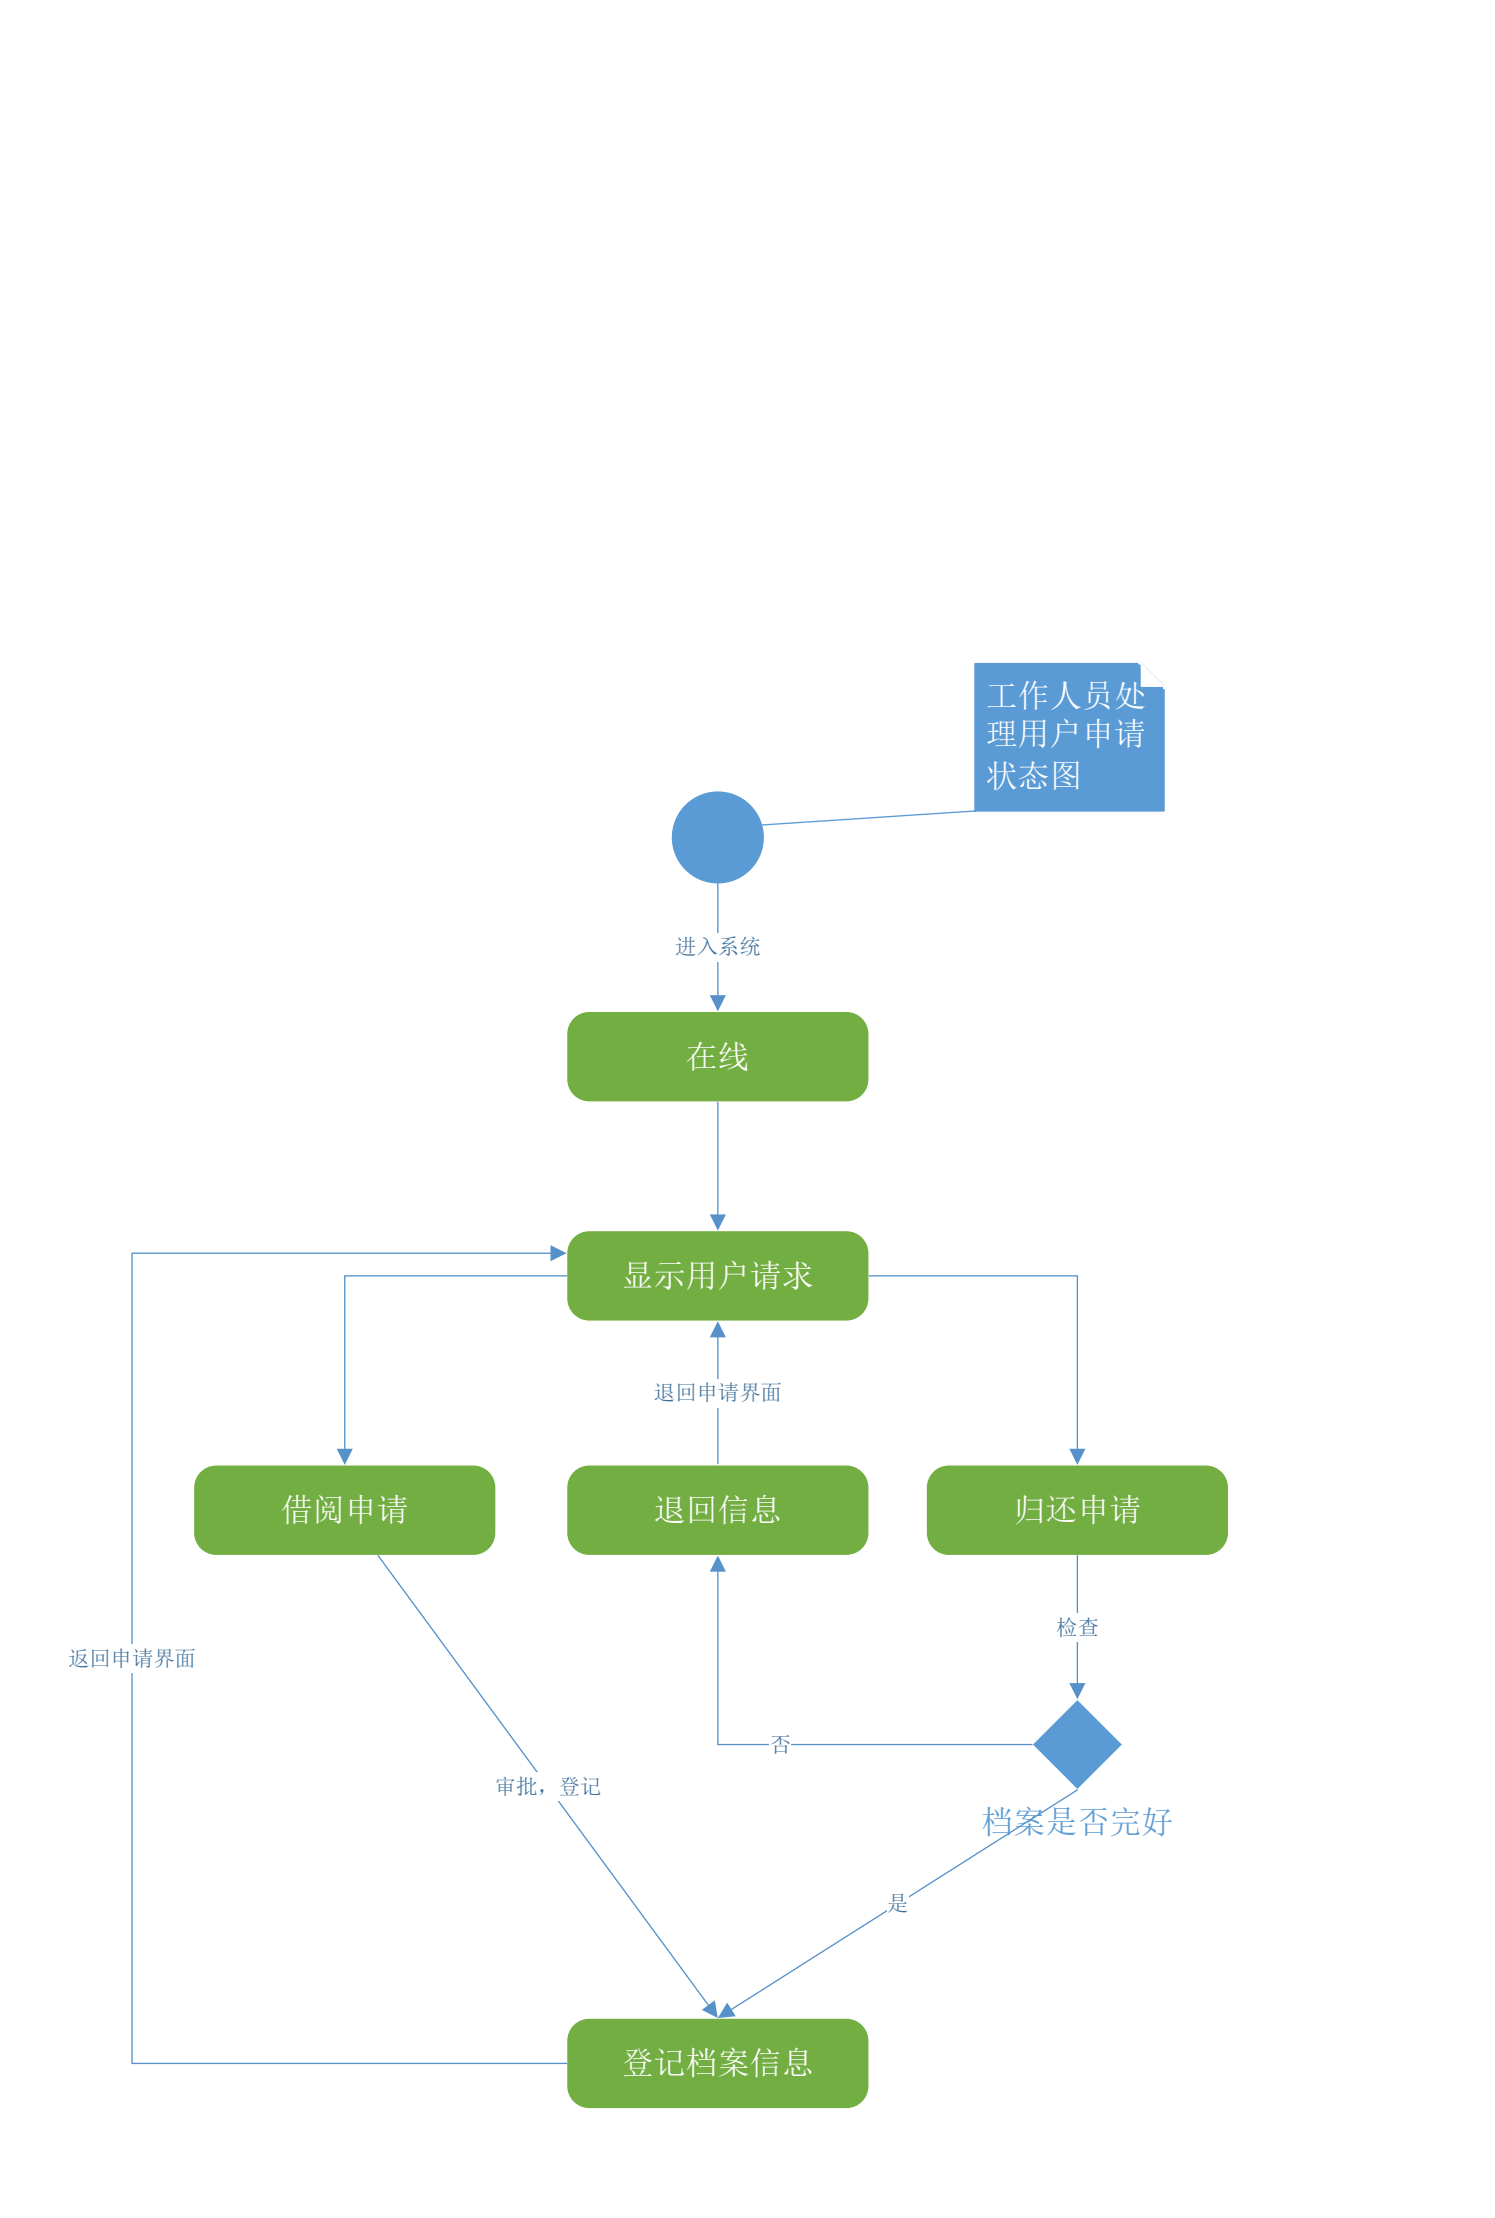 工作人员处
理用户申请
状态图
进入系统
在线
显示用户请求
退回申请界面
借阅申请
退回信息
归还申请
检查
返回申请界面
否
审批，登记
档案是否完好
是
登记档案信息